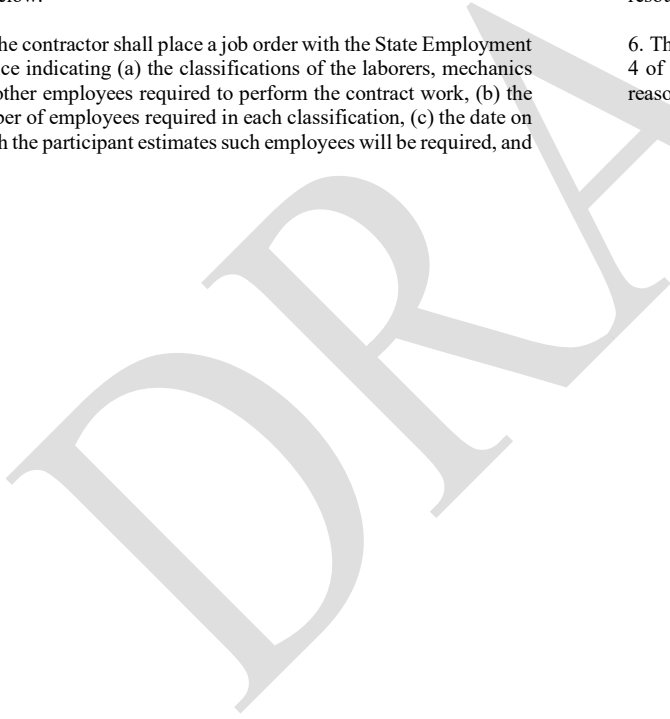 he contractor shall place a job order with the State Employment
ce indicating (a) the classifications of the laborers, mechanics
other employees required to perform the contract work, (b) the
er of employees required in each classification, (c) the date on
h the participant estimates such employees will be required, and
6. Th
4 of
reaso
DRA